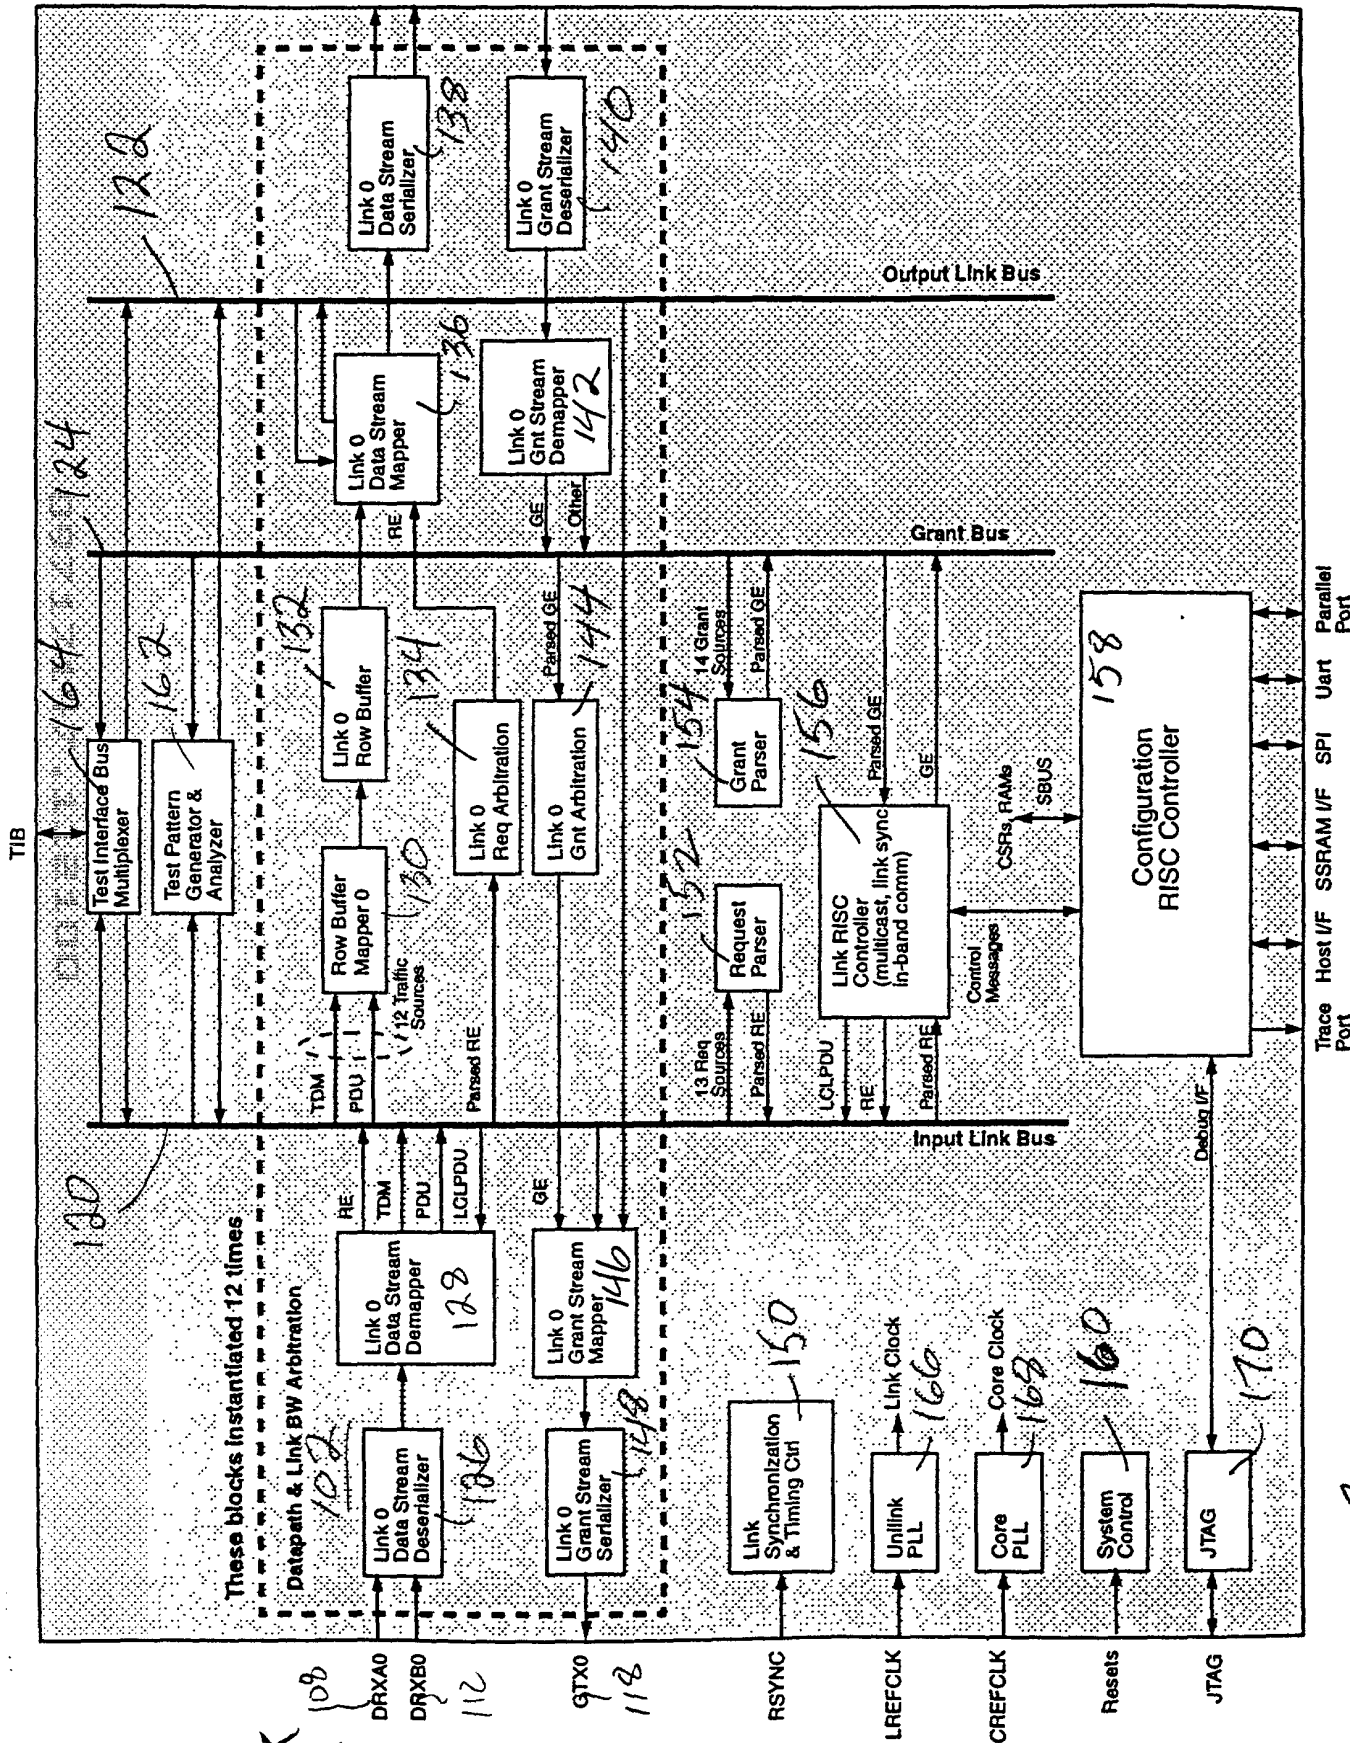 TIB
Test Interface Bus
Multiplexer
164
124
122
Test Pattern
Generator &
Analyzer
162
120
These blocks Instantiated 12 times
Datapath & Link BW Arbitration
102
108
DRXA0
DRXB0
112
Link 0
Data Stream
Deserializer
126
Link 0
Data Stream
Demapper
128
RE
TDM
PDU
LCLPDU
TDM
PDU
12 Traffic
Sources
Row Buffer
Mapper 0
130
Link 0
Row Buffer
132
RE
Link 0
Data Stream
Mapper
136
Link 0
Data Stream
Serializer
138
Parsed RE
Link 0
Req Arbitration
134
GTX0
118
Link 0
Grant Stream
Serializer
148
Link 0
Grant Stream
Mapper
146
GE
Link 0
Gnt Arbitration
144
Parsed GE
GE
Other
Link 0
Gnt Stream
Demapper
142
Link 0
Grant Stream
Deserializer
140
RSYNC
Link
Synchronization
& Timing Ctrl
150
13 Req
Sources
Parsed RE
Request
Parser
152
Grant
Parser
154
14 Grant
Sources
Parsed GE
LREFCLK
Unilink
PLL
Link Clock
166
LCLPDU
RE
Parsed RE
Link RISC
Controller
(multicast, link sync
in-band comm)
156
Parsed GE
GE
Input Link Bus
Grant Bus
Output Link Bus
CREFCLK
Core
PLL
Core Clock
168
Control
Messages
CSRs, RAMs
SBUS
Resets
System
Control
160
Configuration
RISC Controller
158
JTAG
JTAG
170
Debug I/F
Trace
Port
Host I/F
SSRAM I/F
SPI
Uart
Parallel
Port